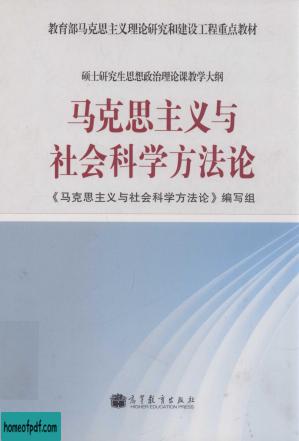 教育部马克思主义理论研究和建设工程重点教材
硕士研究生思想政治理论课教学大纲
马克思主义与
社会科学方法论
《马克思主义与社会科学方法论》编写组
高等教育出版社
HIGHER EDUCATION PRESS
homeofpdf.com